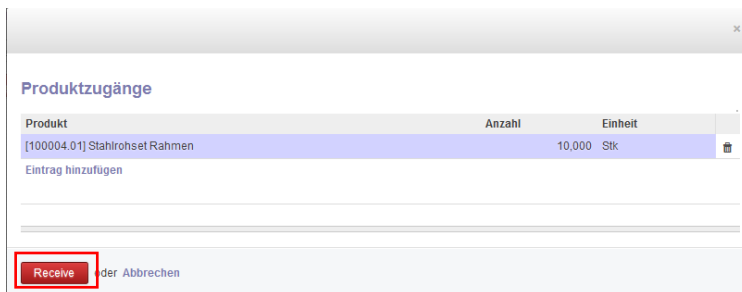 ×
Produktzugänge
Produkt Anzahl Einheit
[100004.01] Stahlrohset Rahmen 10,000 Stk
Eintrag hinzufügen
Receive oder Abbrechen